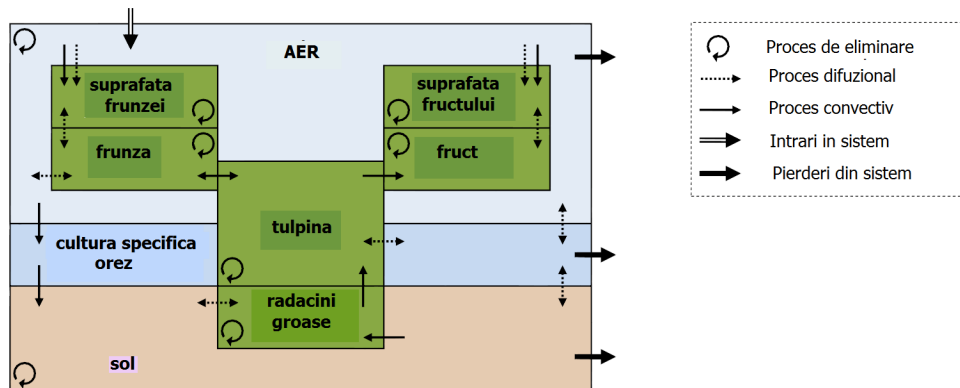 AER
suprafata
frunzei
suprafata
fructului
frunza
fruct
tulpina
cultura specifica
orez
radacini
groase
sol
Proces de eliminare
Proces difuzional
Proces convectiv
Intrari in sistem
Pierderi din sistem